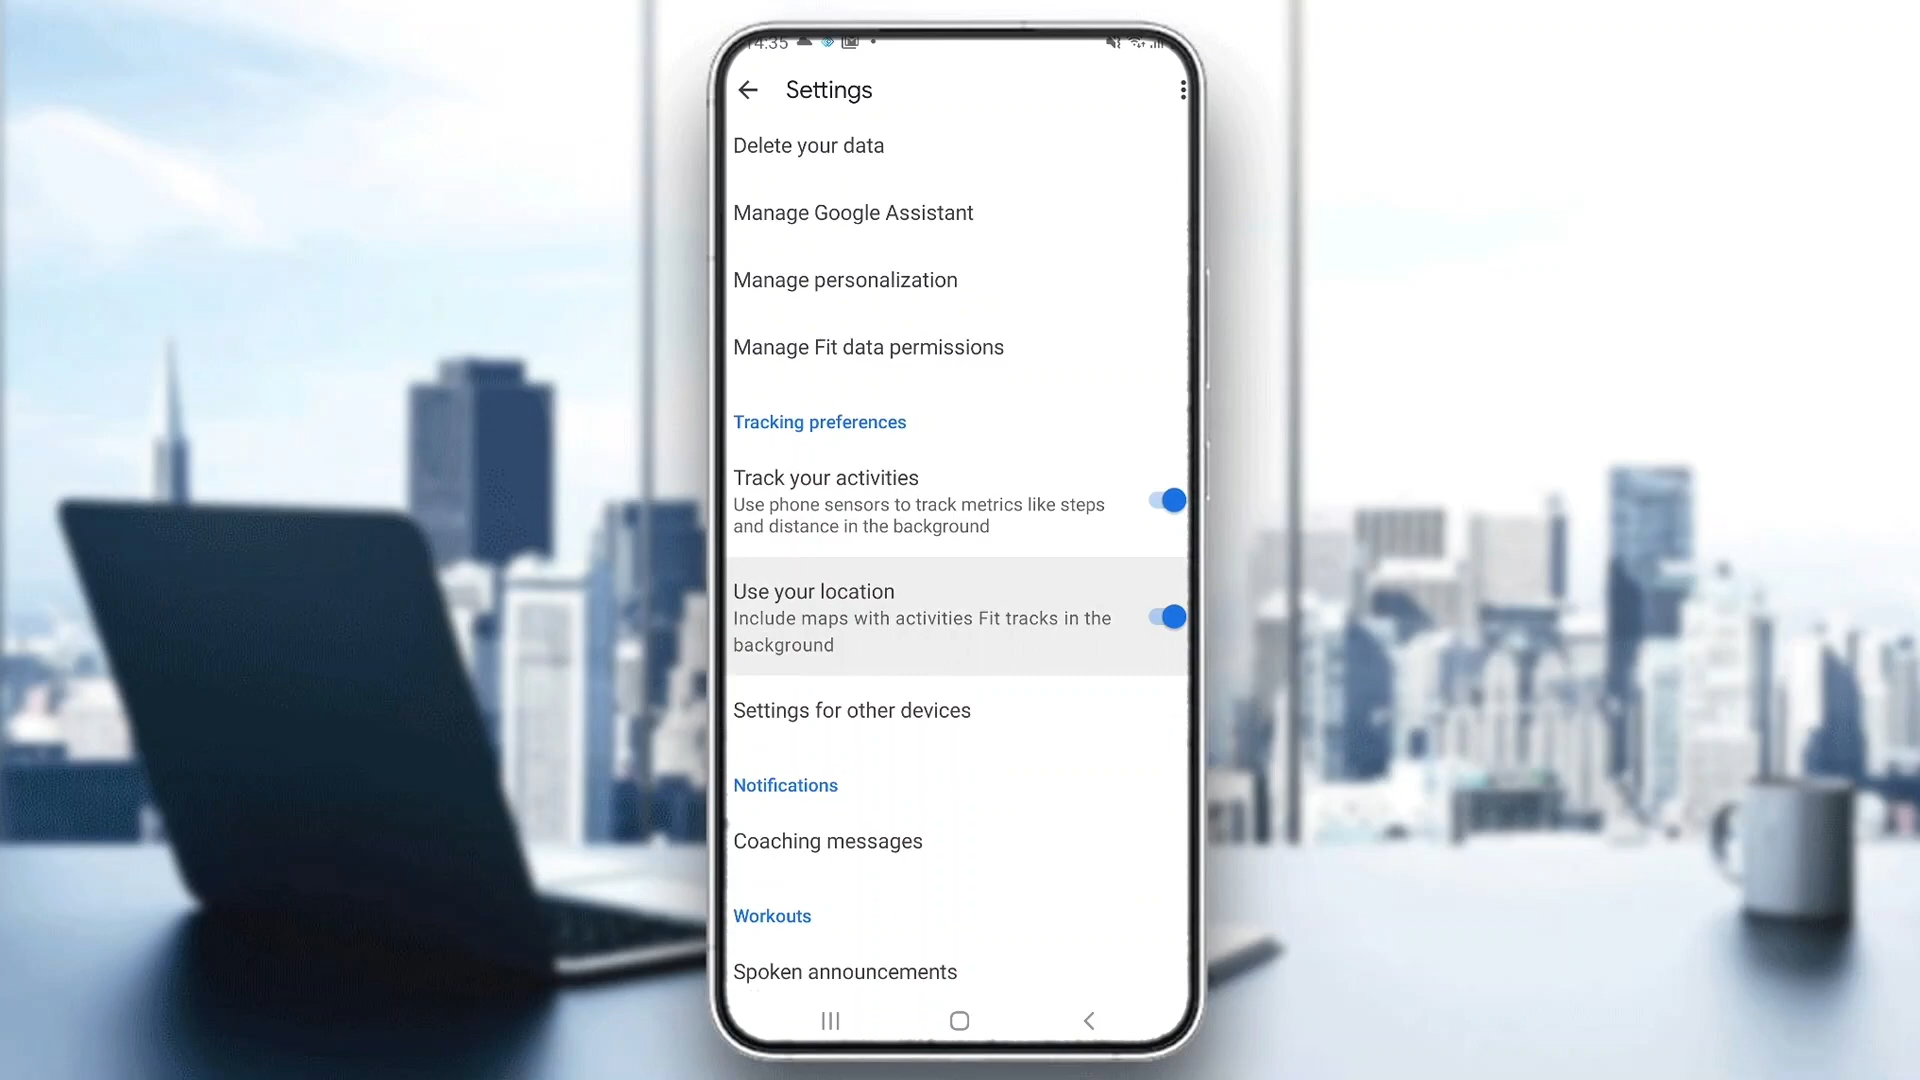 14:35
Settings
Delete your data
Manage Google Assistant
Manage personalization
Manage Fit data permissions
Tracking preferences
Track your activities
Use phone sensors to track metrics like steps
and distance in the background
Use your location
Include maps with activities Fit tracks in the
background
Settings for other devices
Notifications
Coaching messages
Workouts
Spoken announcements